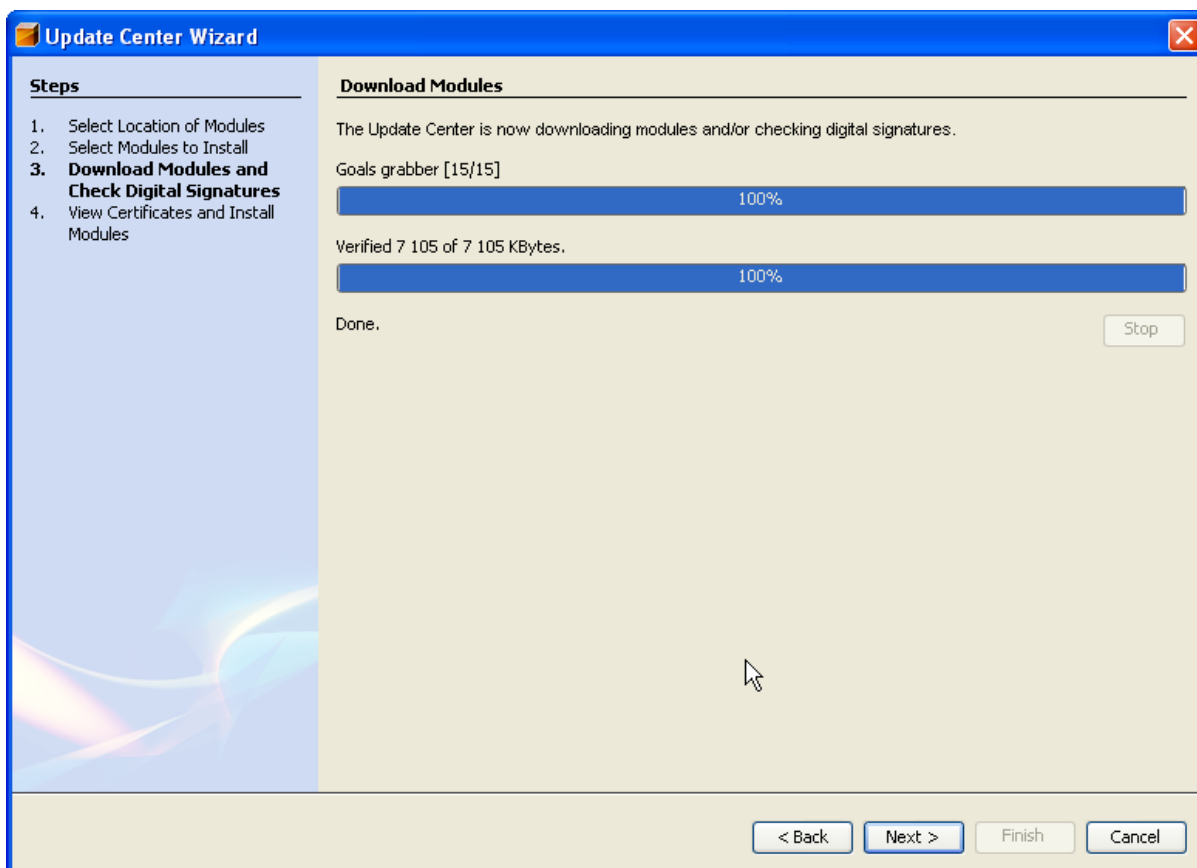 Update Center Wizard
Steps
1. Select Location of Modules
2. Select Modules to Install
3. Download Modules and
Check Digital Signatures
4. View Certificates and Install
Modules
Download Modules
The Update Center is now downloading modules and/or checking digital signatures.
Goals grabber [15/15]
100%
Verified 7 105 of 7 105 KBytes.
100%
Done.
Stop
< Back
Next >
Finish
Cancel